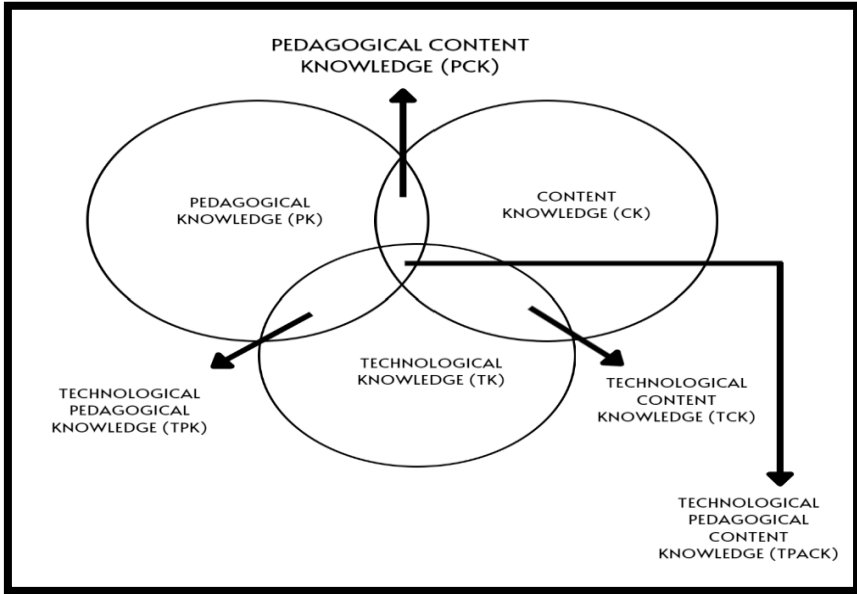 PEDAGOGICAL CONTENT
KNOWLEDGE (PCK)
PEDAGOGICAL
KNOWLEDGE (PK)
CONTENT
KNOWLEDGE (CK)
TECHNOLOGICAL
KNOWLEDGE (TK)
TECHNOLOGICAL
PEDAGOGICAL
KNOWLEDGE (TPK)
TECHNOLOGICAL
CONTENT
KNOWLEDGE (TCK)
TECHNOLOGICAL
PEDAGOGICAL
CONTENT
KNOWLEDGE (TPACK)